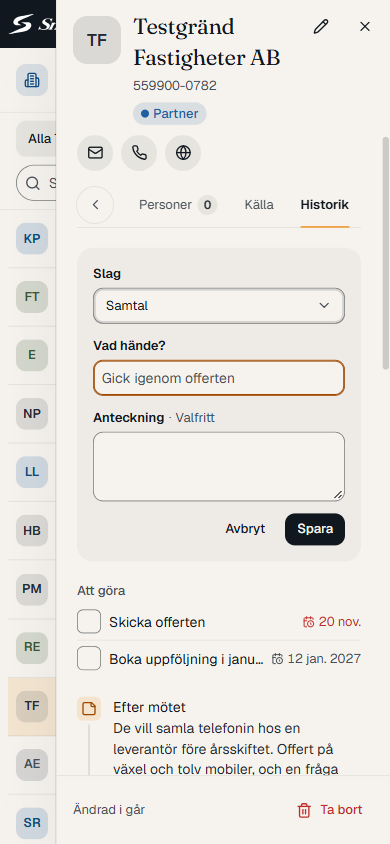 TF
Testgränd
Fastigheter AB
559900-0782
Partner
Personer 0 Källa Historik
Slag
Samtal
Vad hände?
Gick igenom offerten
Anteckning · Valfritt
Avbryt Spara
Att göra
Skicka offerten 20 nov.
Boka uppföljning i janu... 12 jan. 2027
Efter mötet
De vill samla telefonin hos en
leverantör före årsskiftet. Offert på
växel och tolv mobiler, och en fråga
Ändrad i går Ta bort
Alla
S
KP
FT
E
NP
LL
HB
PM
RE
TF
AE
SR